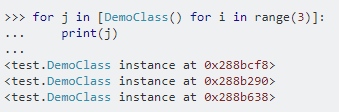 >>> for j in [DemoClass() for i in range(3)]:
...     print(j)
...
<test.DemoClass instance at 0x288bcf8>
<test.DemoClass instance at 0x288b290>
<test.DemoClass instance at 0x288b638>